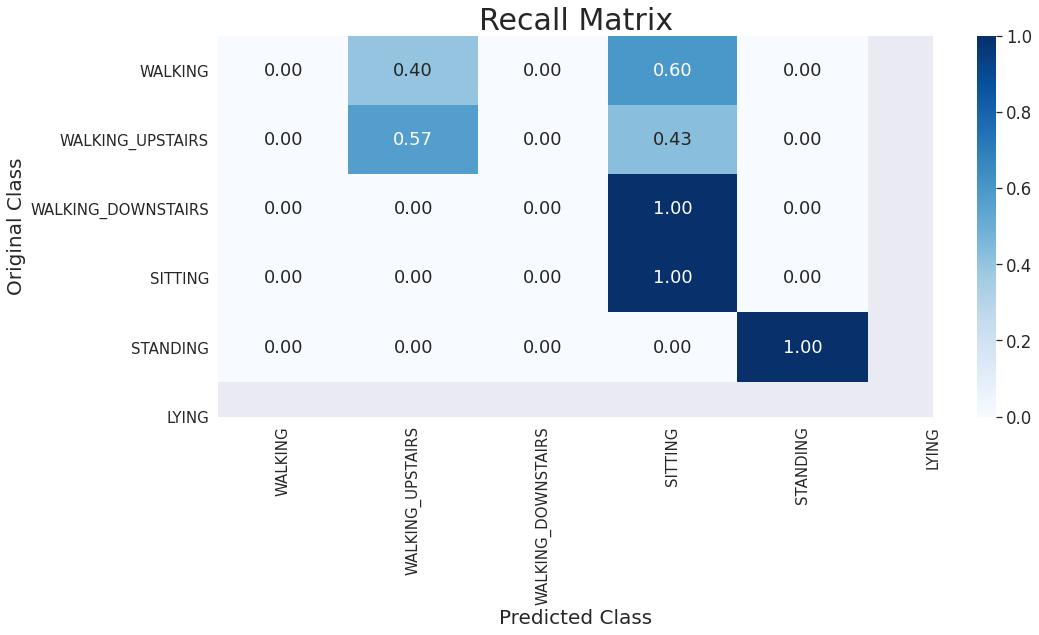 Recall Matrix
Original Class
WALKING 0.00 0.40 0.00 0.60 0.00
WALKING_UPSTAIRS 0.00 0.57 0.00 0.43 0.00
WALKING_DOWNSTAIRS 0.00 0.00 0.00 1.00 0.00
SITTING 0.00 0.00 0.00 1.00 0.00
STANDING 0.00 0.00 0.00 0.00 1.00
LYING
WALKING
WALKING_UPSTAIRS
WALKING_DOWNSTAIRS
SITTING
STANDING
LYING
Predicted Class
1.0
0.8
0.6
0.4
0.2
0.0